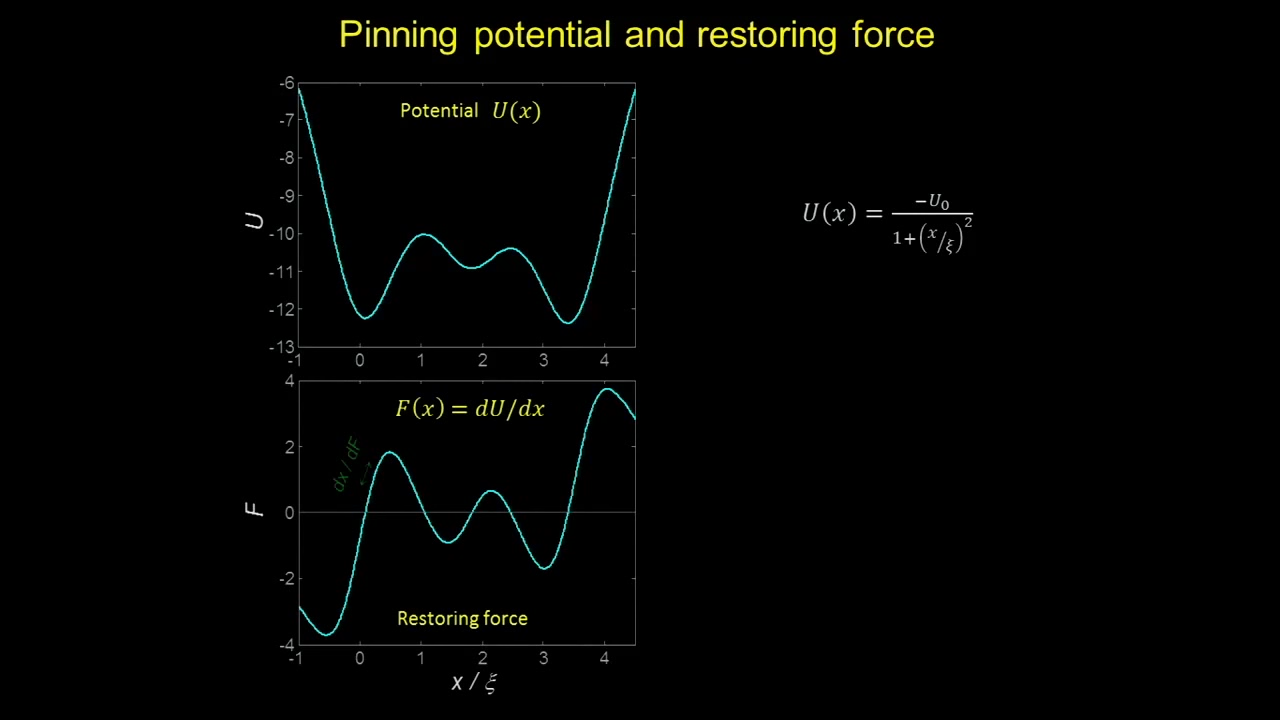 Pinning potential and restoring force
-6
-7
-8
-9
-10
-11
-12
-13
U
Potential U(x)
-1 0 1 2 3 4
U(x) = −U₀ / 1+(x/ξ)²
4
2
0
-2
-4
F
F(x) = dU/dx
dx / dF
Restoring force
-1 0 1 2 3 4
x / ξ